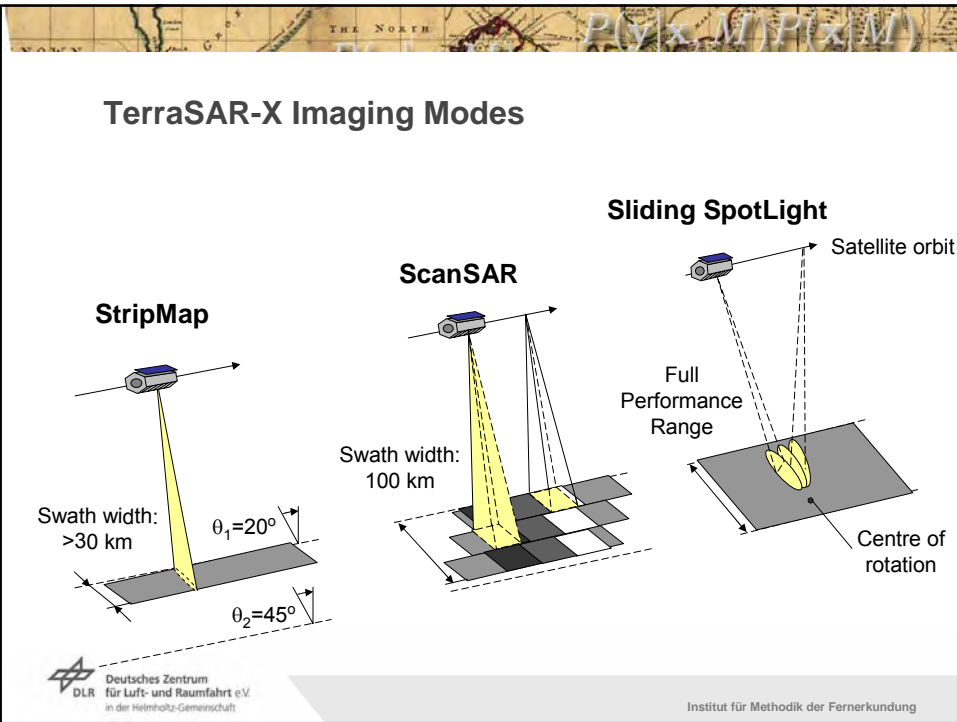 THE NORTH
P(y|x, M)P(x|M)
TerraSAR-X Imaging Modes
Sliding SpotLight
Satellite orbit
ScanSAR
StripMap
Full
Performance
Range
Swath width:
100 km
Swath width:
>30 km
θ1=20º
Centre of
rotation
θ2=45º
DLR
Deutsches Zentrum
für Luft- und Raumfahrt e.V.
in der Helmholtz-Gemeinschaft
Institut für Methodik der Fernerkundung